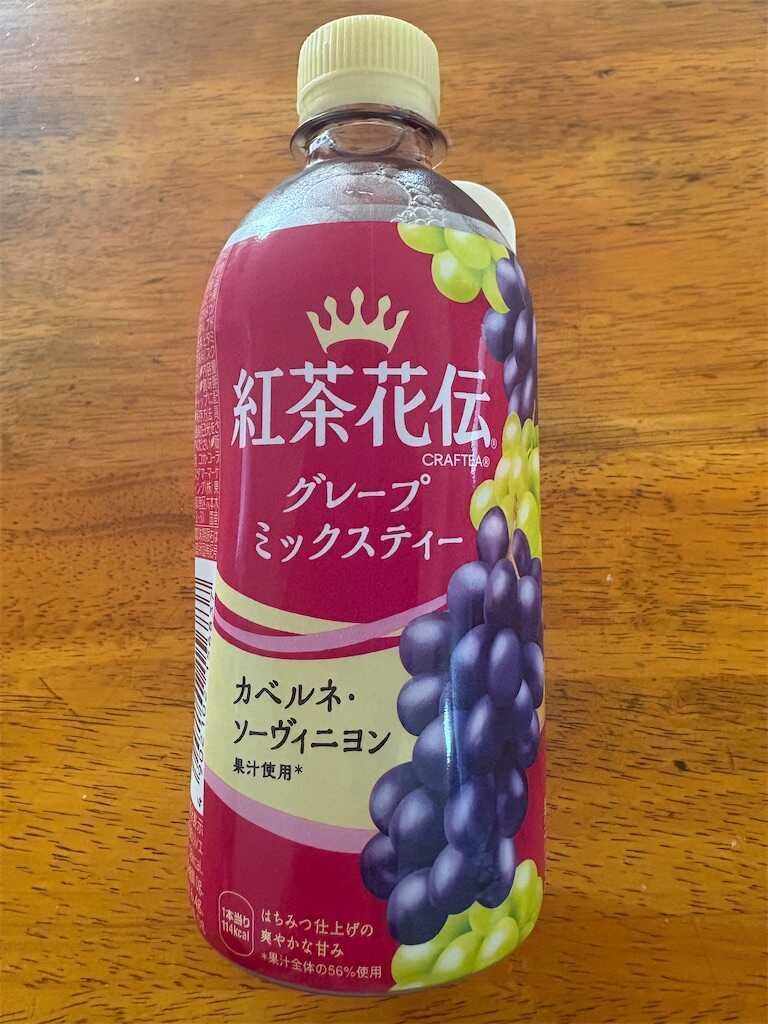 紅茶花伝®
CRAFTEA®
グレープ
ミックスティー
カベルネ・
ソーヴィニヨン
果汁使用*
1本当り
114kcal
はちみつ仕上げの
爽やかな甘み
*果汁全体の56%使用